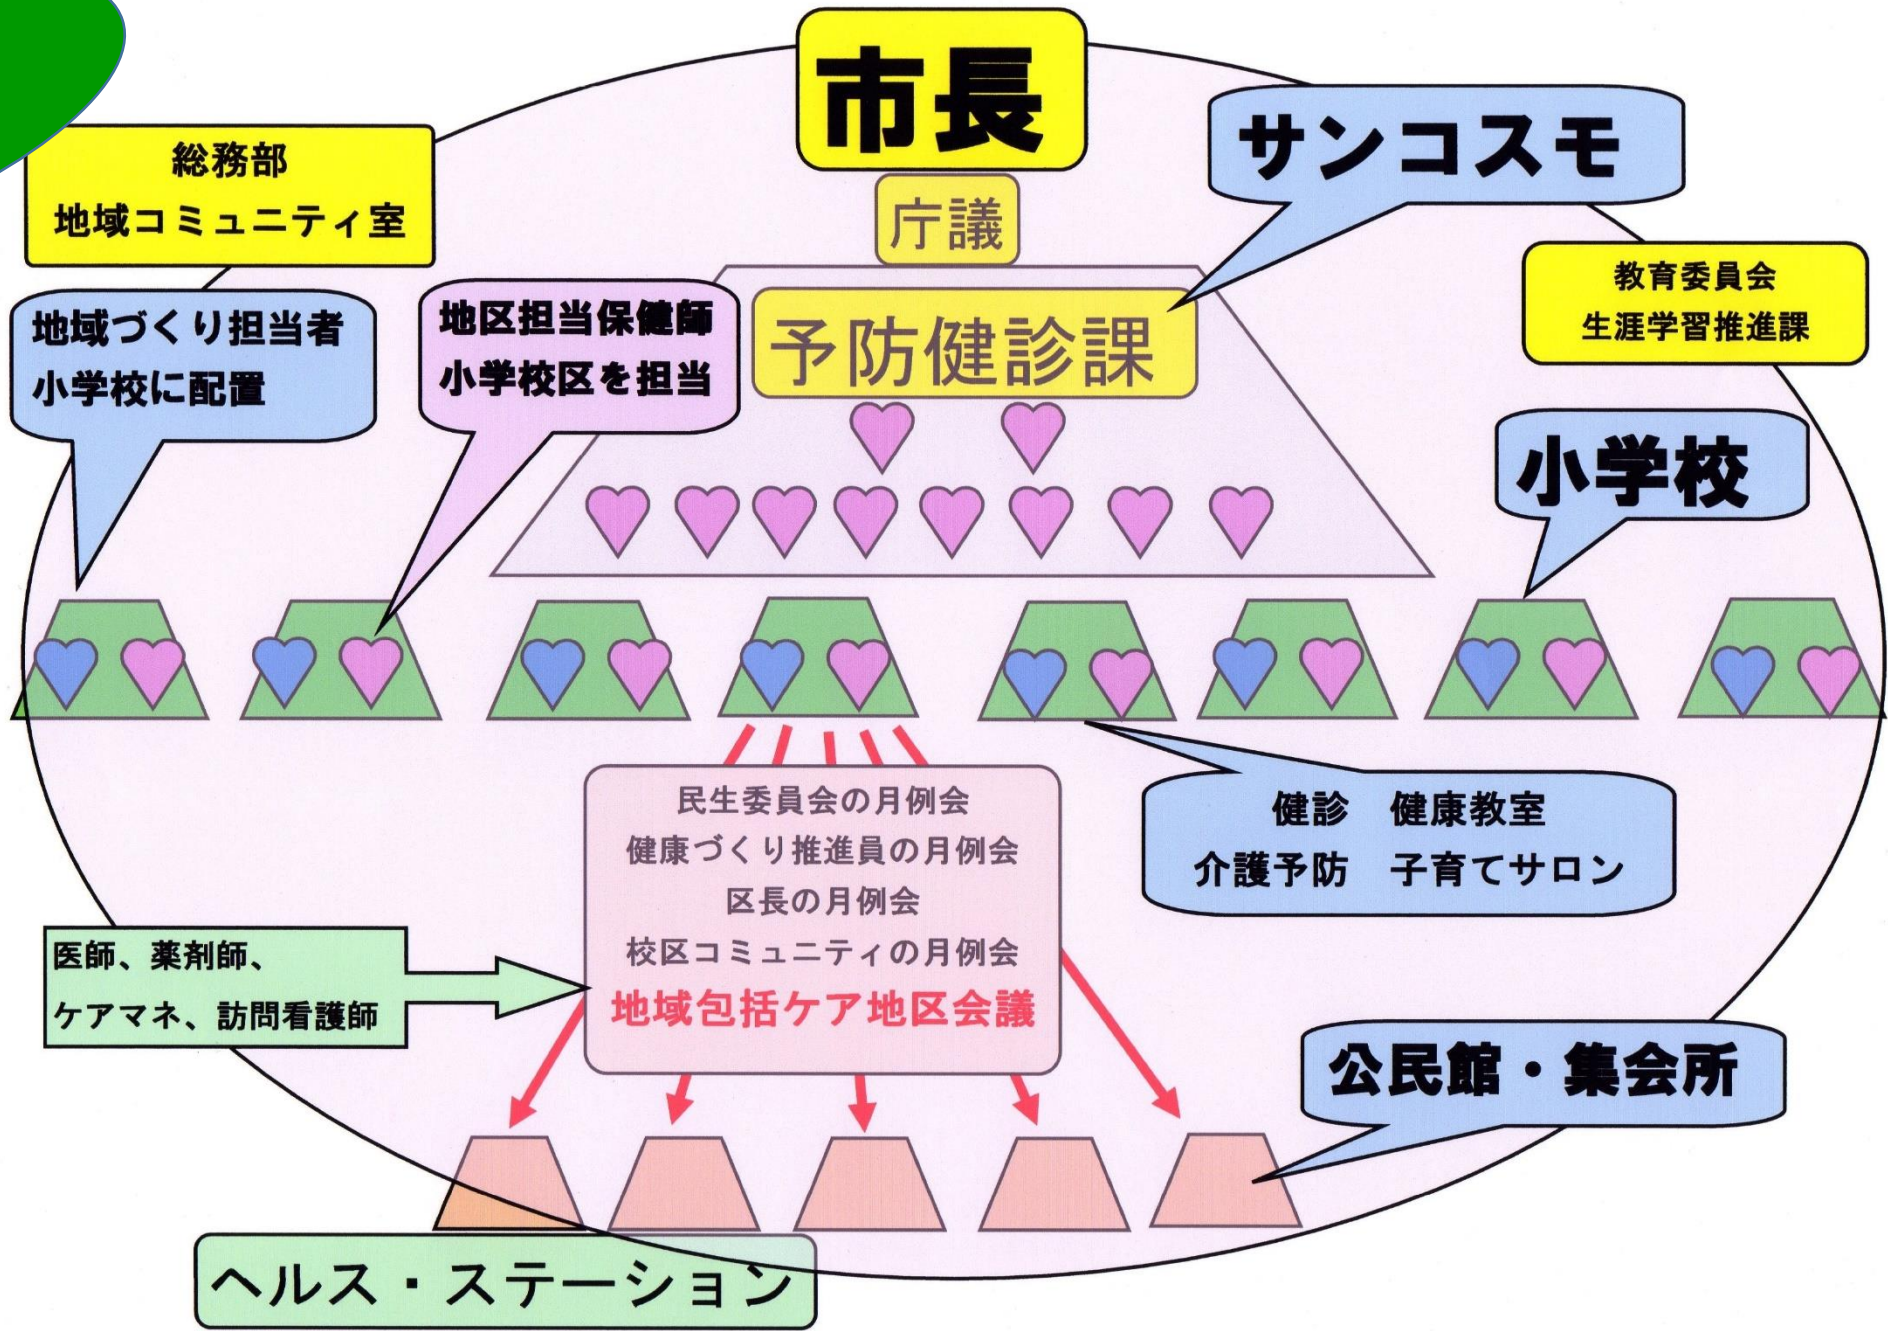 市長
サンコスモ
総務部
地域コミュニティ室
庁議
教育委員会
生涯学習推進課
地域づくり担当者
小学校に配置
地区担当保健師
小学校区を担当
予防健診課
小学校
民生委員会の月例会
健康づくり推進員の月例会
区長の月例会
校区コミュニティの月例会
地域包括ケア地区会議
健診 健康教室
介護予防 子育てサロン
医師、薬剤師、
ケアマネ、訪問看護師
公民館・集会所
ヘルス・ステーション